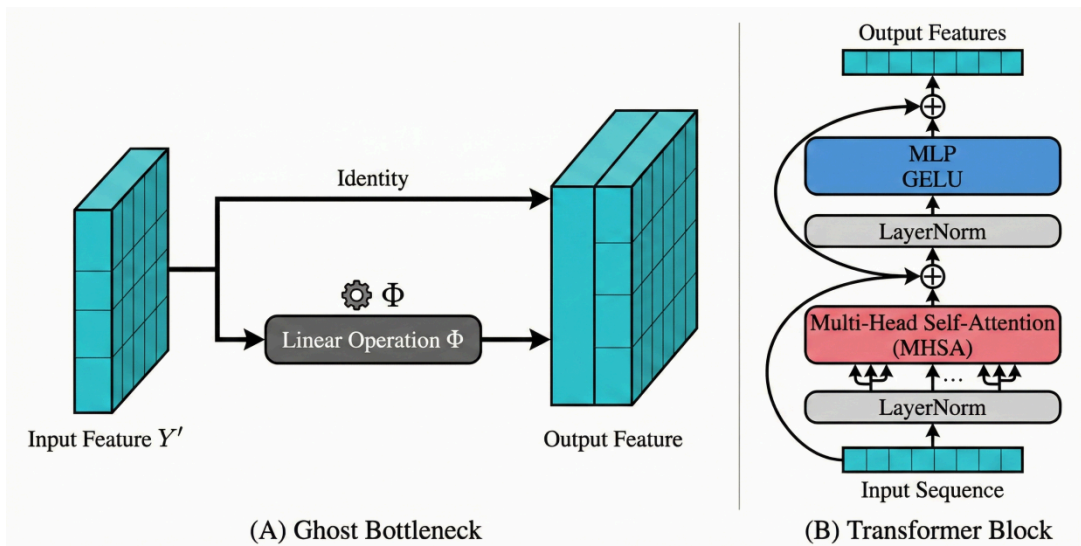 Identity
Φ
Linear Operation Φ
Input Feature Y′
Output Feature
(A) Ghost Bottleneck
Output Features
+
MLP
GELU
LayerNorm
+
Multi-Head Self-Attention
(MHSA)
...
LayerNorm
Input Sequence
(B) Transformer Block